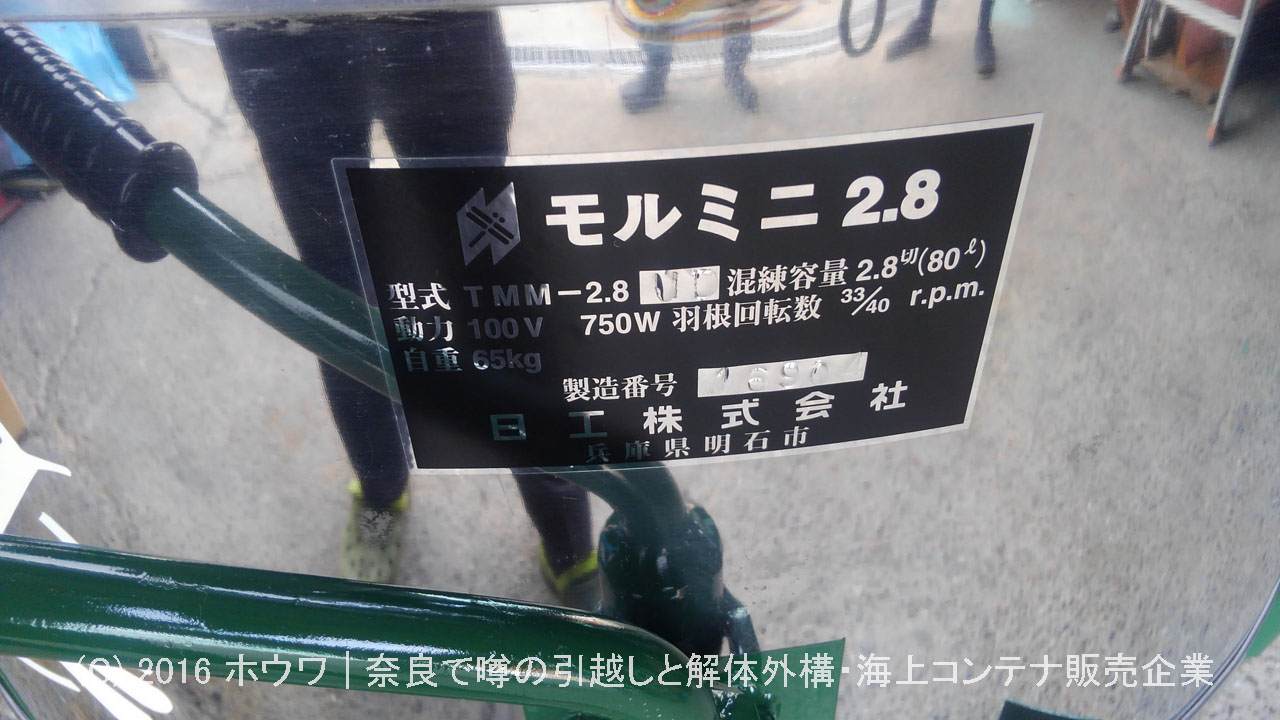 モルミニ 2.8
型式 TMM-2.8 混練容量 2.8切(80ℓ)
動力 100V 750W 羽根回転数 33/40 r.p.m.
自重 65kg
製造番号
日工株式会社
兵庫県明石市
(C) 2016 ホウワ | 奈良で噂の引越しと解体外構・海上コンテナ販売企業